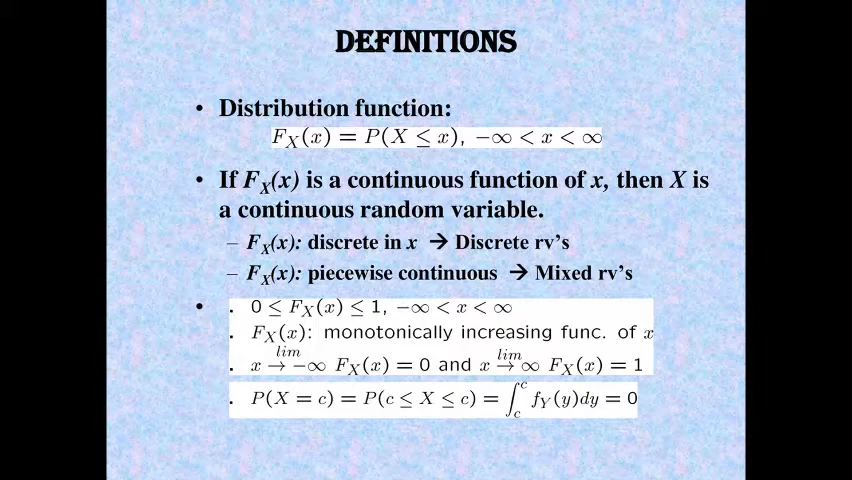 DEFINITIONS
• Distribution function:
F_X(x) = P(X ≤ x), −∞ < x < ∞
• If F_X(x) is a continuous function of x, then X is
a continuous random variable.
– F_X(x): discrete in x → Discrete rv’s
– F_X(x): piecewise continuous → Mixed rv’s
• . 0 ≤ F_X(x) ≤ 1, −∞ < x < ∞
. F_X(x): monotonically increasing func. of x
. x lim→ −∞ F_X(x) = 0 and x lim→ ∞ F_X(x) = 1
. P(X = c) = P(c ≤ X ≤ c) = ∫_c^c f_Y(y)dy = 0